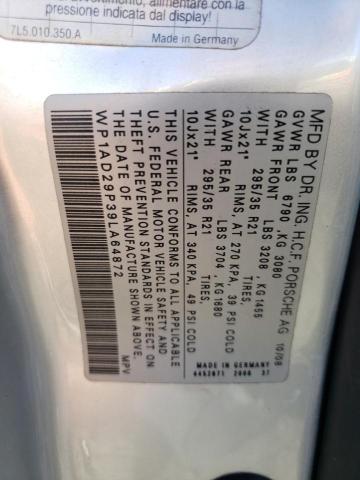 pressione indicata dal display!
7L5.010.350.A Made in Germany
MFD BY DR. ING. H.C.F. PORSCHE AG 10/08
GVWR LBS 6790 , KG 3080
GAWR FRONT LBS 3208 , KG 1455
WITH 295/35 R21 TIRES,
10Jx21" RIMS, AT 270 KPA, 39 PSI COLD
GAWR REAR LBS 3704 , KG 1680
WITH 295/35 R21 TIRES,
10Jx21" RIMS, AT 340 KPA, 49 PSI COLD
THIS VEHICLE CONFORMS TO ALL APPLICABLE
U.S. FEDERAL MOTOR VEHICLE SAFETY AND
THEFT PREVENTION STANDARDS IN EFFECT ON
THE DATE OF MANUFACTURE SHOWN ABOVE.
WP1AD29P39LA64872 MPV
MADE IN GERMANY
2008 37